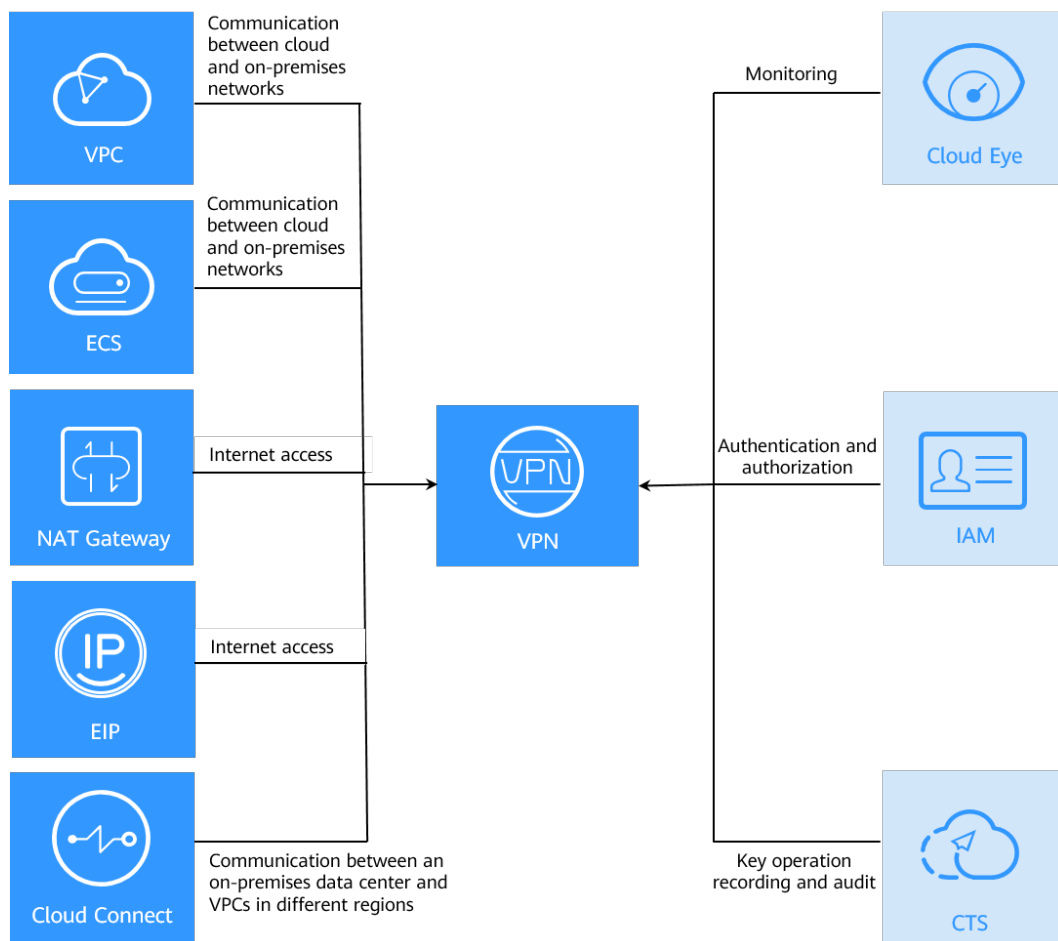 Communication
between cloud
and on-premises
networks
VPC
Communication
between cloud
and on-premises
networks
ECS
Internet access
NAT Gateway
Internet access
IP
EIP
Communication between an
on-premises data center and
VPCs in different regions
Cloud Connect
VPN
VPN
Monitoring
Cloud Eye
Authentication and
authorization
IAM
Key operation
recording and audit
CTS